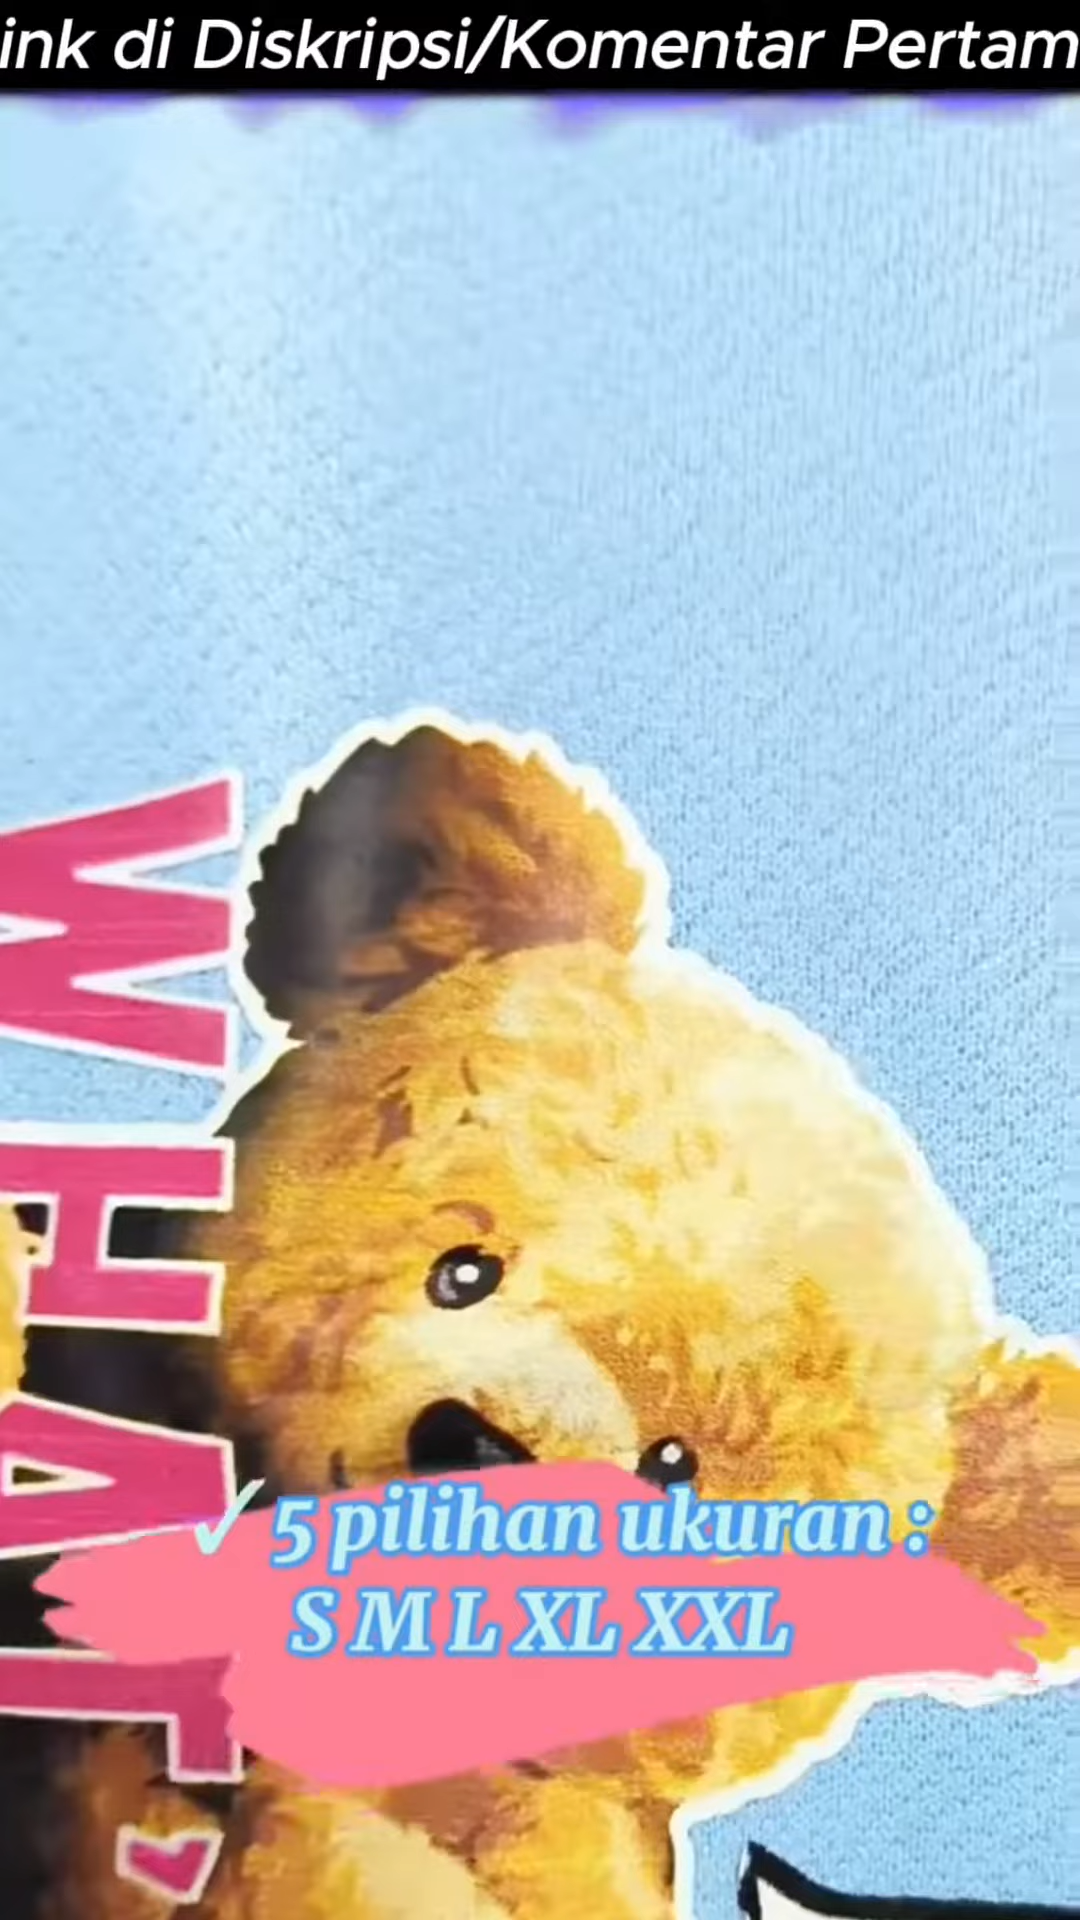 ink di Diskripsi/Komentar Pertam
WHAT
✓ 5 pilihan ukuran :
S M L XL XXL